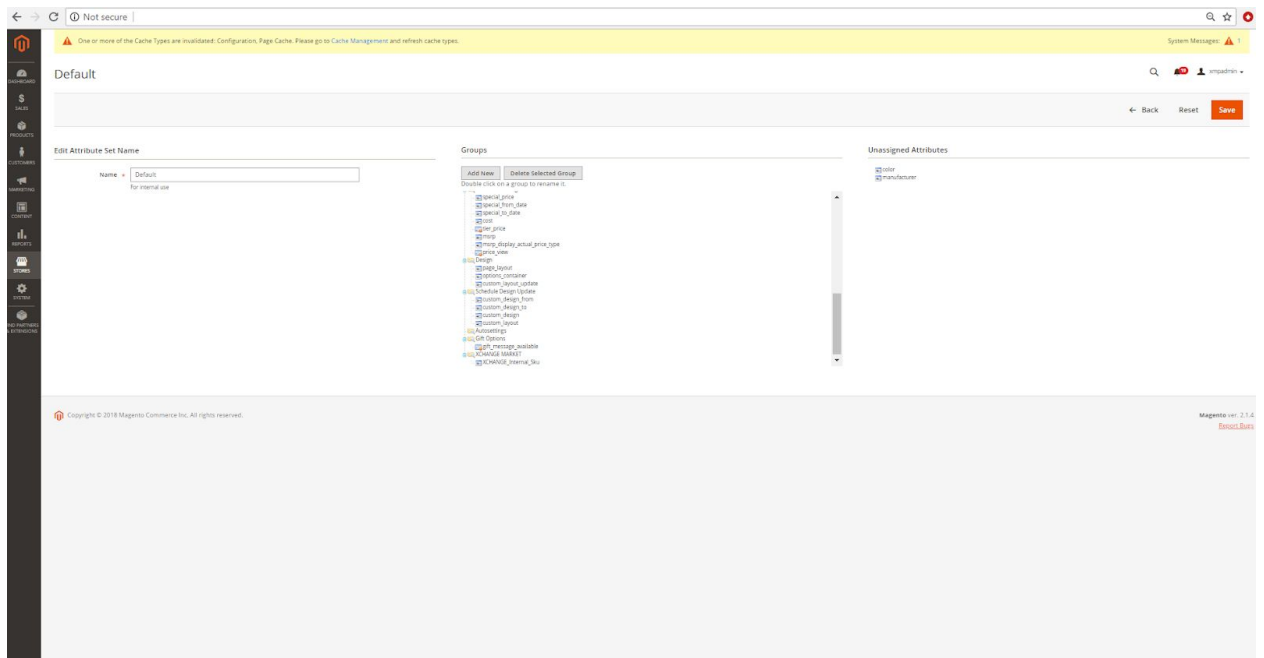 Not secure
One or more of the Cache Types are invalidated: Configuration, Page Cache. Please go to Cache Management and refresh cache types.
System Messages: 1
Default
xmpadmin
Back Reset Save
DASHBOARD
SALES
PRODUCTS
CUSTOMERS
MARKETING
CONTENT
REPORTS
STORES
SYSTEM
ND PARTNERS
& EXTENSIONS
Edit Attribute Set Name
Name * Default
For internal use
Groups
Add New Delete Selected Group
Double click on a group to rename it.
special_price
special_from_date
special_to_date
cost
tier_price
msrp
msrp_display_actual_price_type
price_view
Design
page_layout
options_container
custom_layout_update
Schedule Design Update
custom_design_from
custom_design_to
custom_design
custom_layout
Autosettings
Gift Options
gift_message_available
XCHANGE MARKET
XCHANGE_Internal_Sku
Unassigned Attributes
color
manufacturer
Copyright © 2018 Magento Commerce Inc. All rights reserved.
Magento ver. 2.1.4
Report Bugs